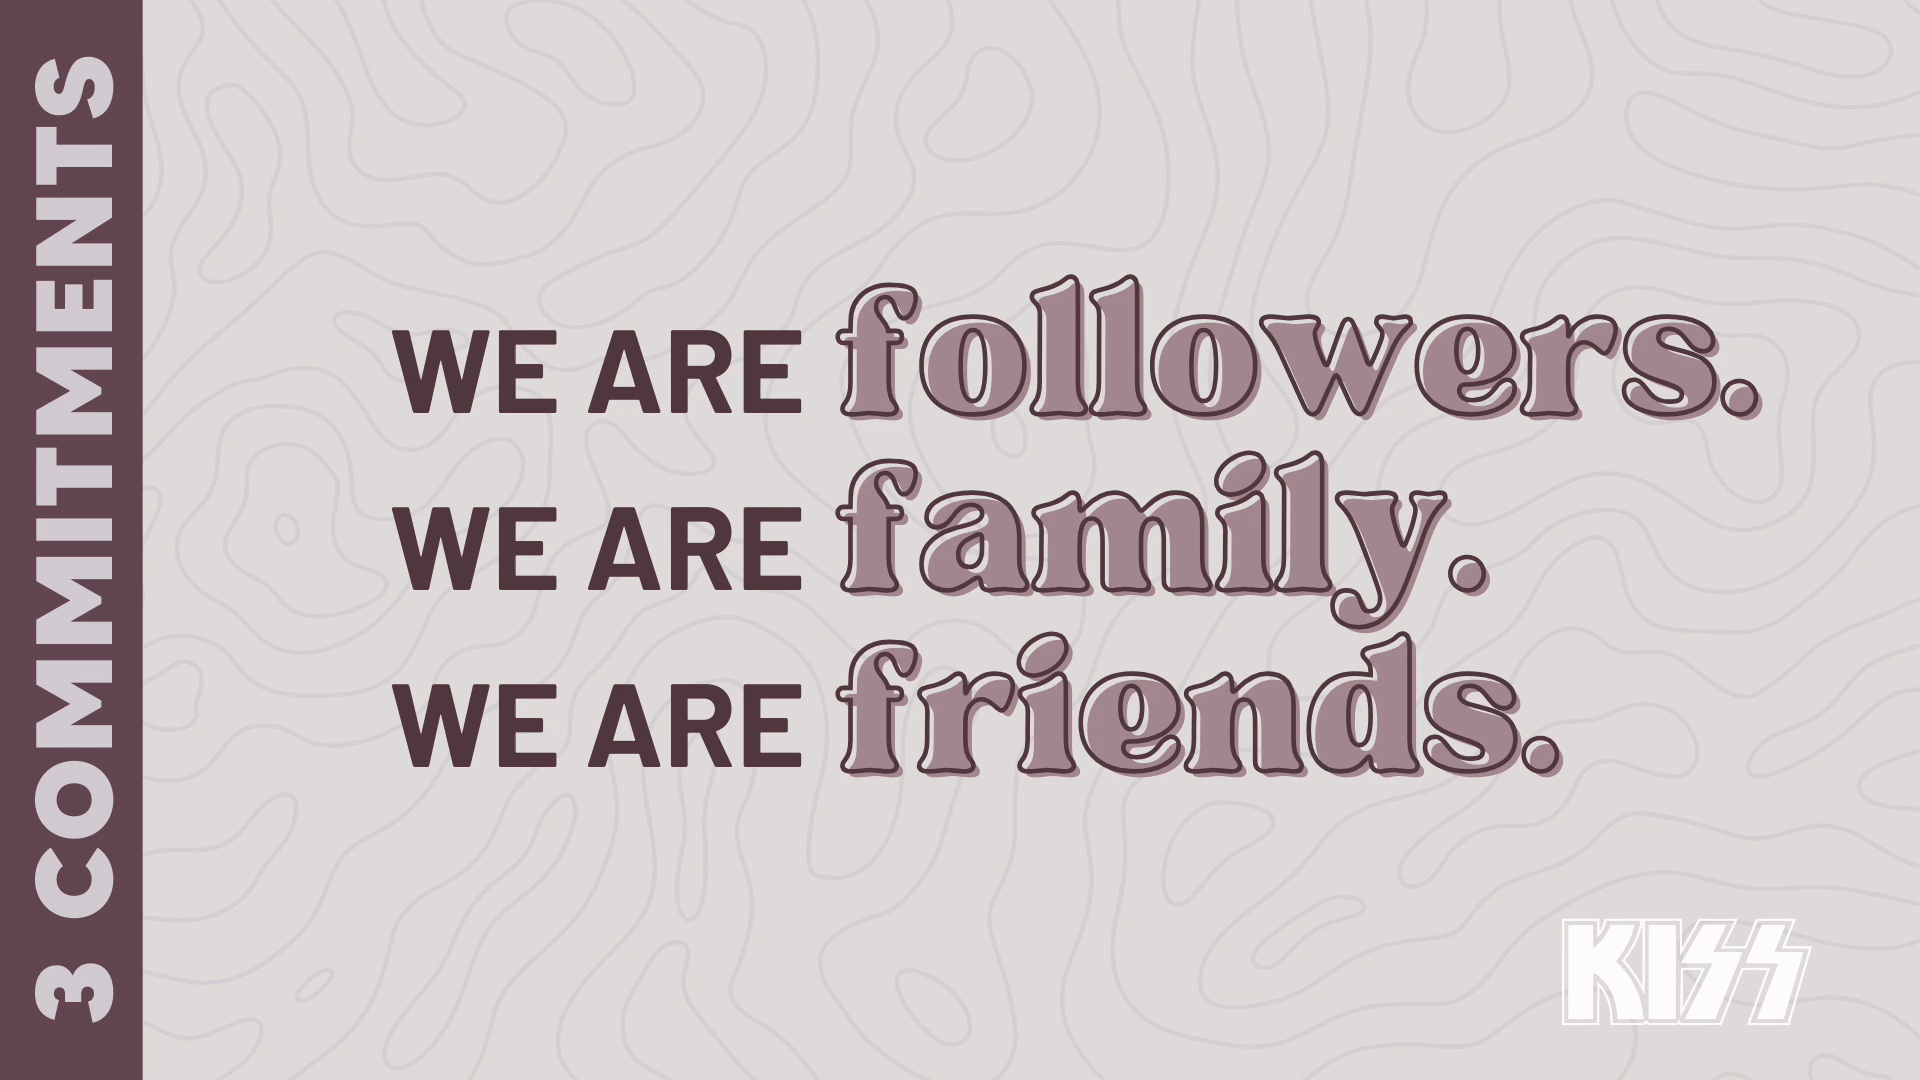 3 COMMITMENTS
WE ARE followers.
WE ARE family.
WE ARE friends.
KISS